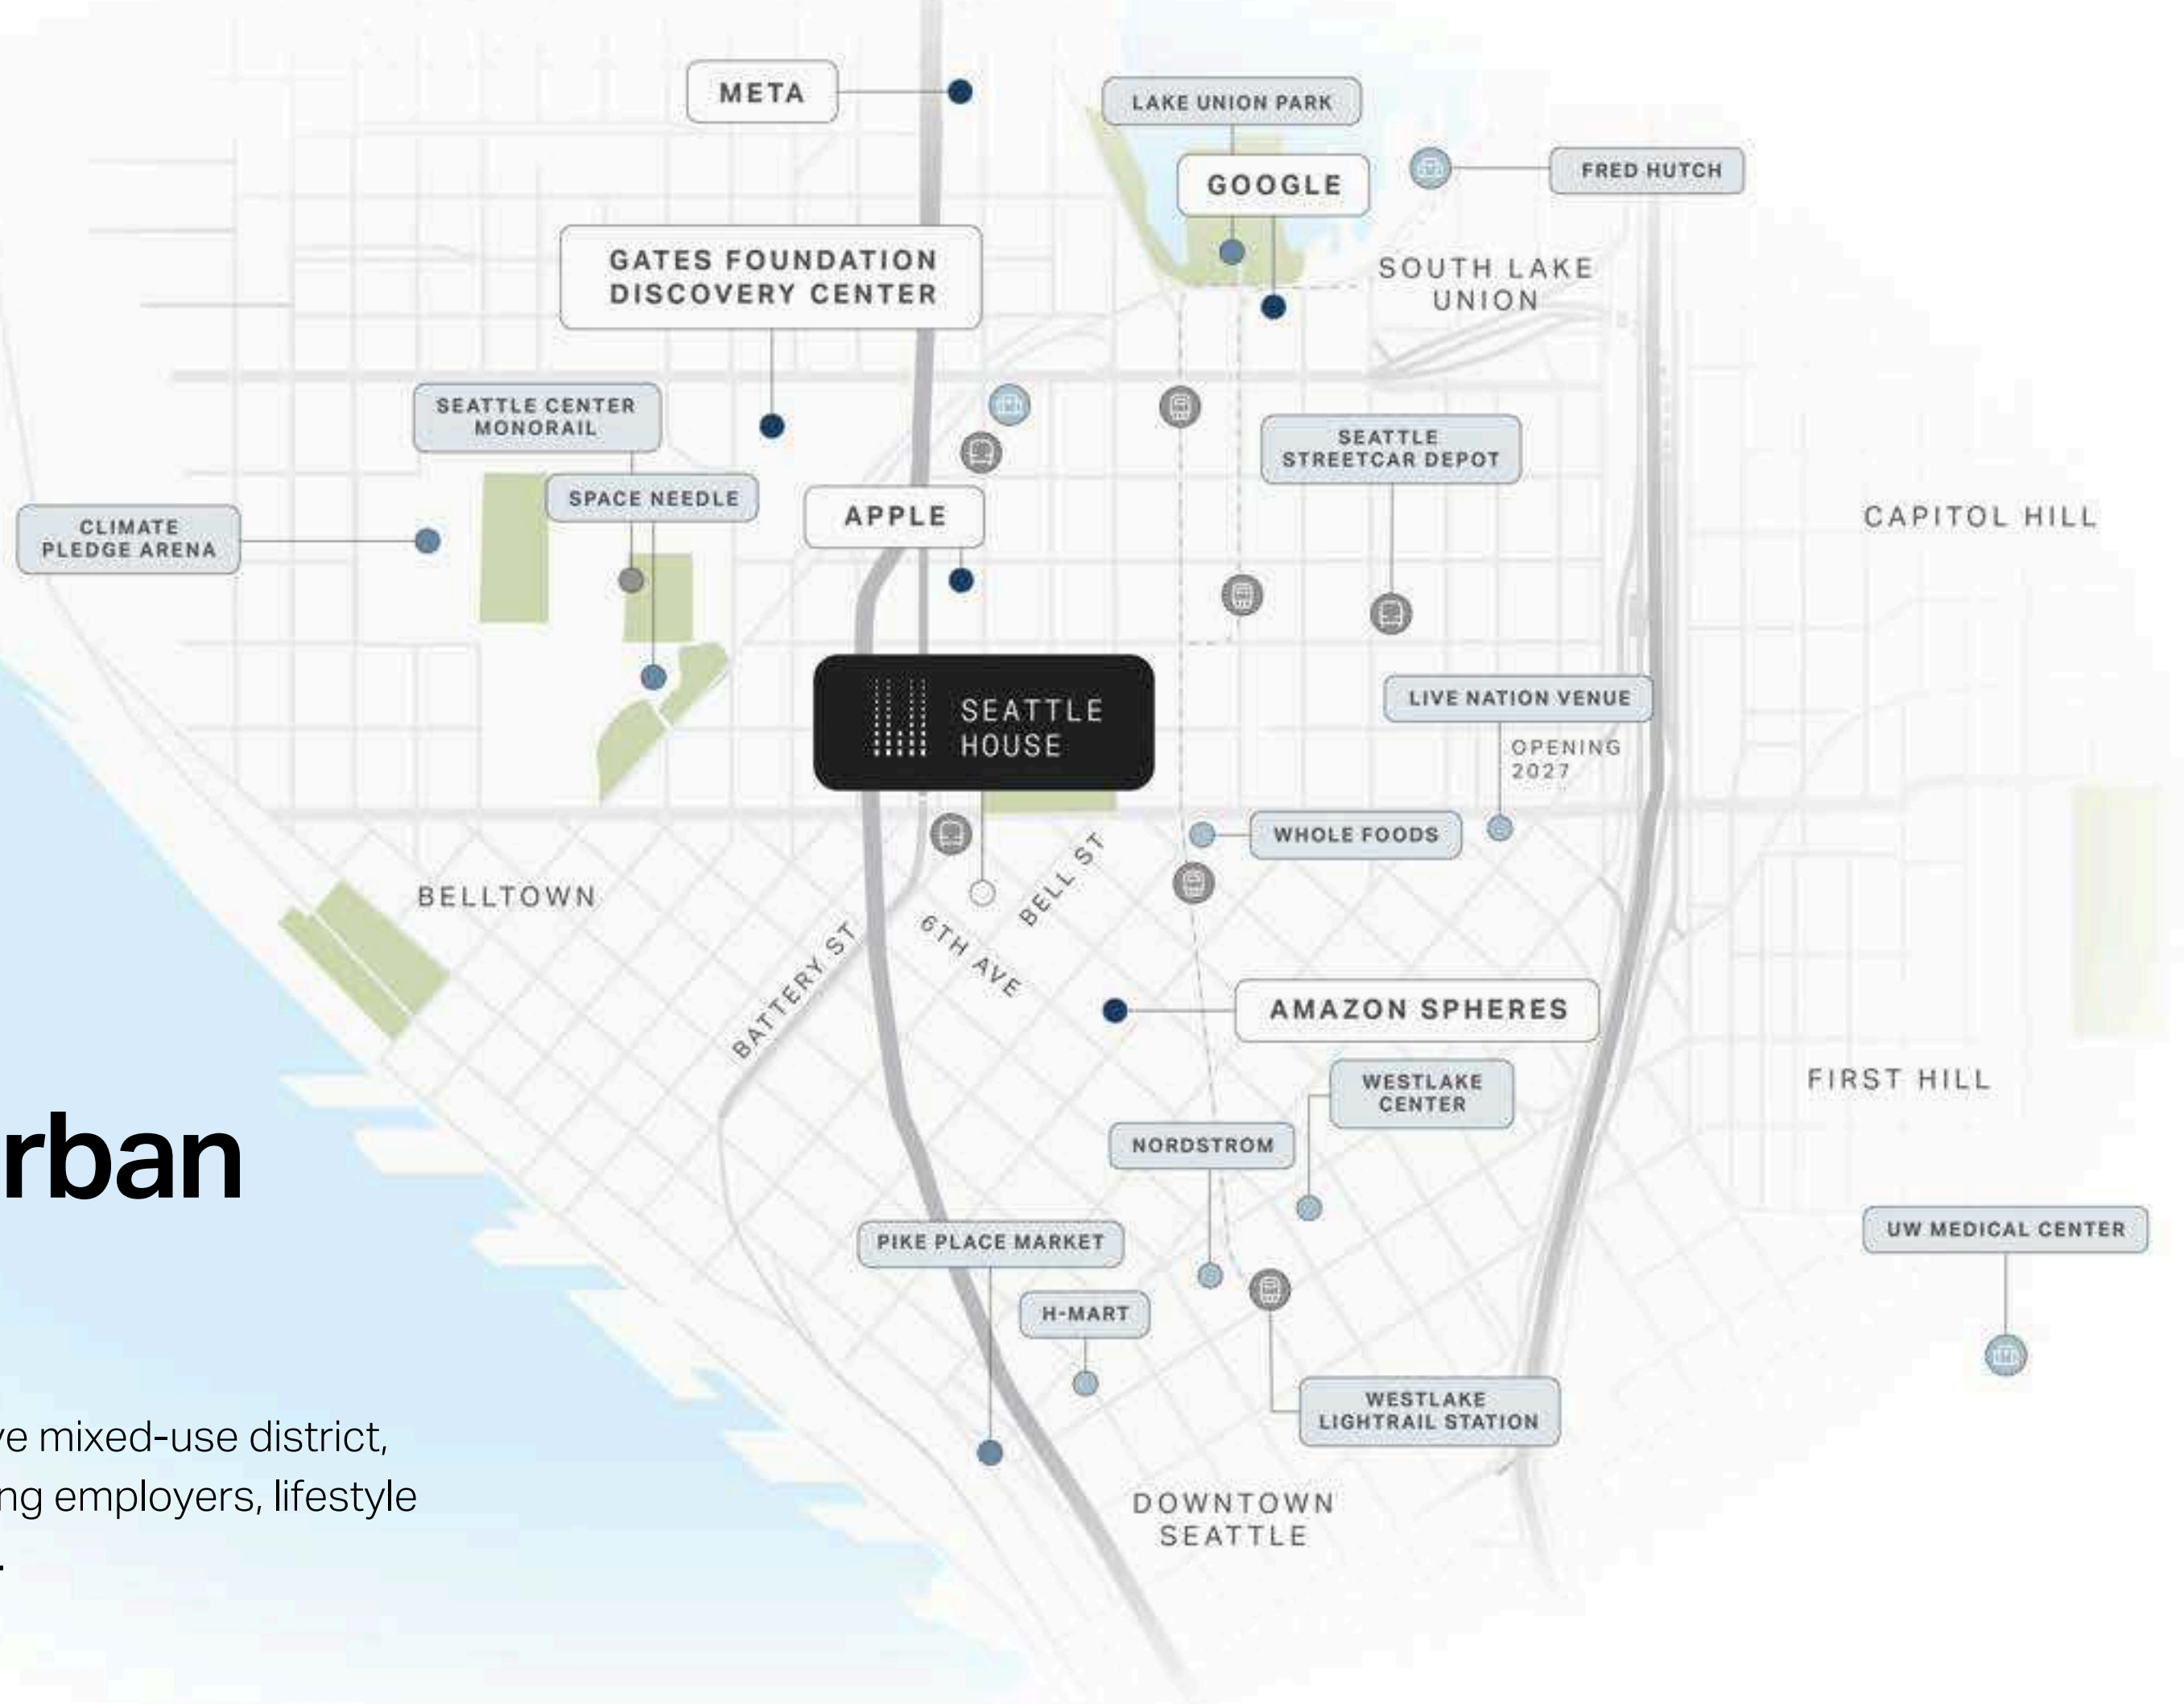 META
LAKE UNION PARK
GOOGLE
FRED HUTCH
GATES FOUNDATION
DISCOVERY CENTER
SOUTH LAKE
UNION
SEATTLE CENTER
MONORAIL
SEATTLE
STREETCAR DEPOT
SPACE NEEDLE
APPLE
CLIMATE
PLEDGE ARENA
CAPITOL HILL
SEATTLE
HOUSE
LIVE NATION VENUE
OPENING
2027
WHOLE FOODS
BELLTOWN
BELL ST
6TH AVE
BATTERY ST
AMAZON SPHERES
WESTLAKE
CENTER
FIRST HILL
NORDSTROM
rban
PIKE PLACE MARKET
UW MEDICAL CENTER
H-MART
WESTLAKE
LIGHTRAIL STATION
ve mixed-use district,
ng employers, lifestyle
.
DOWNTOWN
SEATTLE